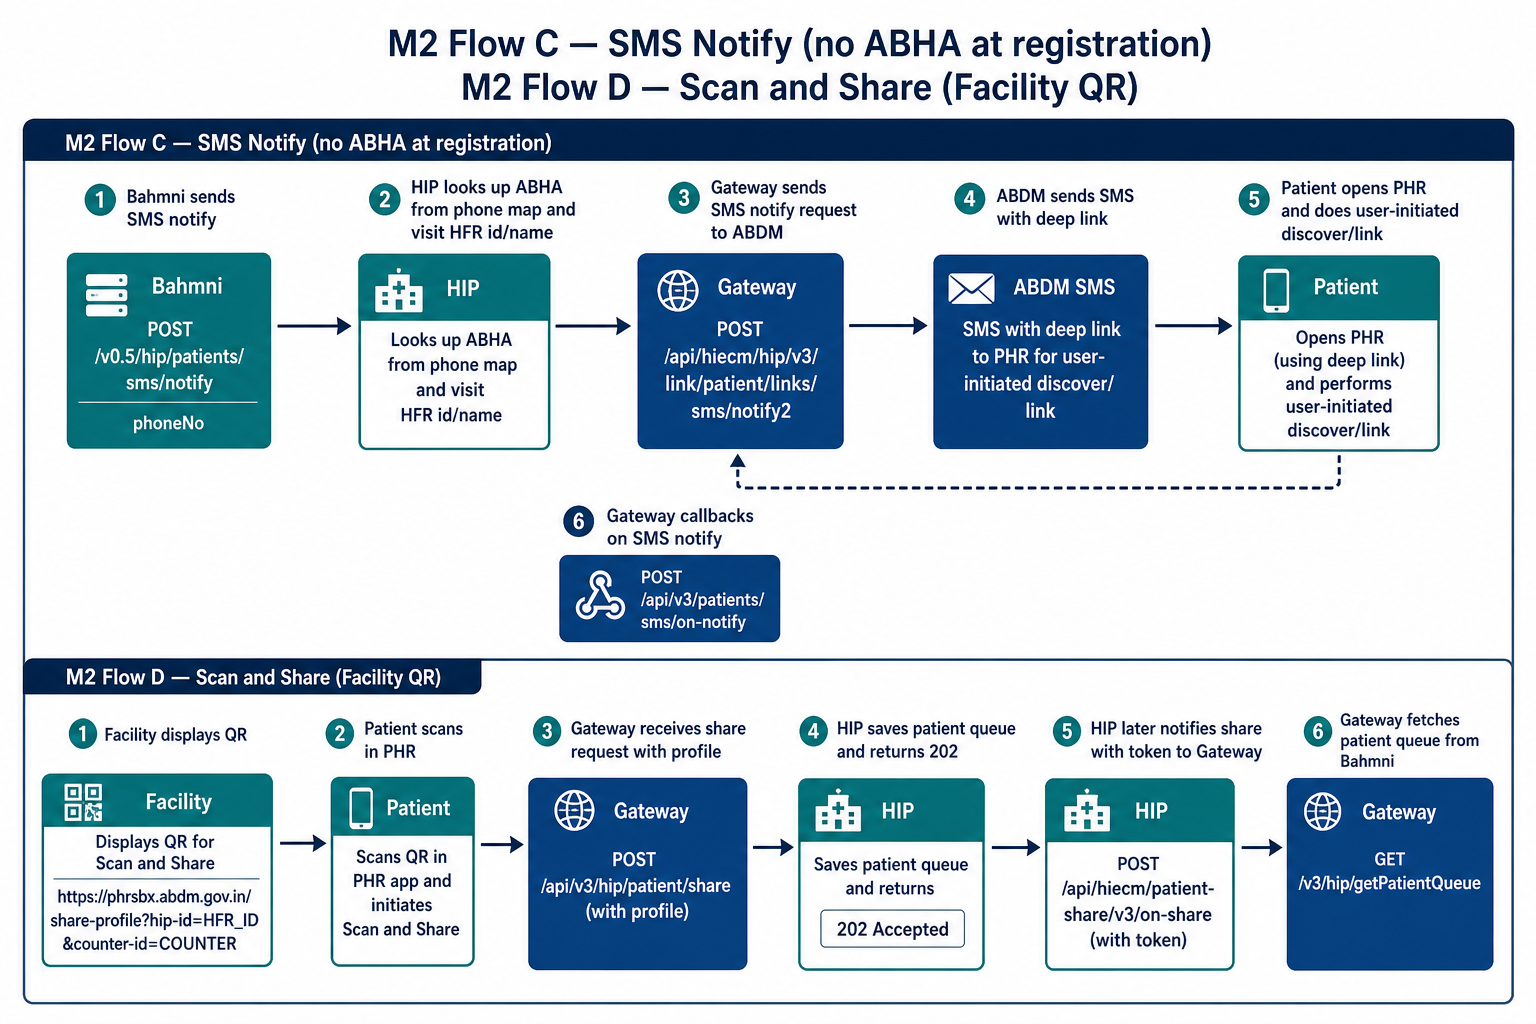 M2 Flow C — SMS Notify (no ABHA at registration)
M2 Flow D — Scan and Share (Facility QR)
M2 Flow C — SMS Notify (no ABHA at registration)
1
Bahmni sends
SMS notify
2
HIP looks up ABHA
from phone map and
visit HFR id/name
3
Gateway sends
SMS notify request
to ABDM
4
ABDM sends SMS
with deep link
5
Patient opens PHR
and does user-initiated
discover/link
Bahmni
POST
/v0.5/hip/patients/
sms/notify
phoneNo
HIP
Looks up ABHA
from phone map
and visit
HFR id/name
Gateway
POST
/api/hiecm/hip/v3/
link/patient/links/
sms/notify2
ABDM SMS
SMS with deep link
to PHR for user-
initiated discover/
link
Patient
Opens PHR
(using deep link)
and performs
user-initiated
discover/link
6
Gateway callbacks
on SMS notify
POST
/api/v3/patients/
sms/on-notify
M2 Flow D — Scan and Share (Facility QR)
1
Facility displays QR
2
Patient scans
in PHR
3
Gateway receives share
request with profile
4
HIP saves patient queue
and returns 202
5
HIP later notifies share
with token to Gateway
6
Gateway fetches
patient queue from
Bahmni
Facility
Displays QR for
Scan and Share
https://phrsbx.abdm.gov.in/
share-profile?hip-id=HFR_ID
&counter-id=COUNTER
Patient
Scans QR in
PHR app and
initiates
Scan and Share
Gateway
POST
/api/v3/hip/patient/share
(with profile)
HIP
Saves patient queue
and returns
202 Accepted
HIP
POST
/api/hiecm/patient-
share/v3/on-share
(with token)
Gateway
GET
/v3/hip/getPatientQueue